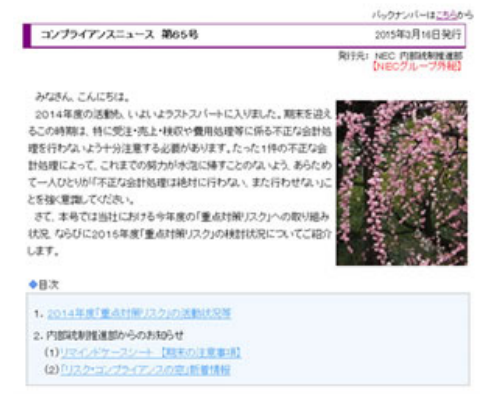 バックナンバーはこちらから
コンプライアンスニュース 第65号
2015年3月16日発行
発行元： NEC 内部統制推進部
【NECグループ外秘】
みなさん、こんにちは。
2014年度の活動も、いよいよラストスパートに入りました。期末を迎え
るこの時期は、特に受注・売上・検収や費用処理等に係る不正な会計処
理を行わないよう十分注意する必要があります。たった1件の不正な会
計処理によって、これまでの努力が水泡に帰すことのないよう、あらため
て一人ひとりが「不正な会計処理は絶対に行わない、また行わせない」こ
とを強く意識してください。
さて、本号では当社における今年度の「重点対策リスク」への取り組み
状況、ならびに2015年度「重点対策リスク」の検討状況についてご紹介
します。
◆目次
1. 2014年度「重点対策リスク」の活動状況等
2. 内部統制推進部からのお知らせ
(1)リマインドケースシート 【期末の注意事項】
(2)「リスク・コンプライアンスの窓」新着情報